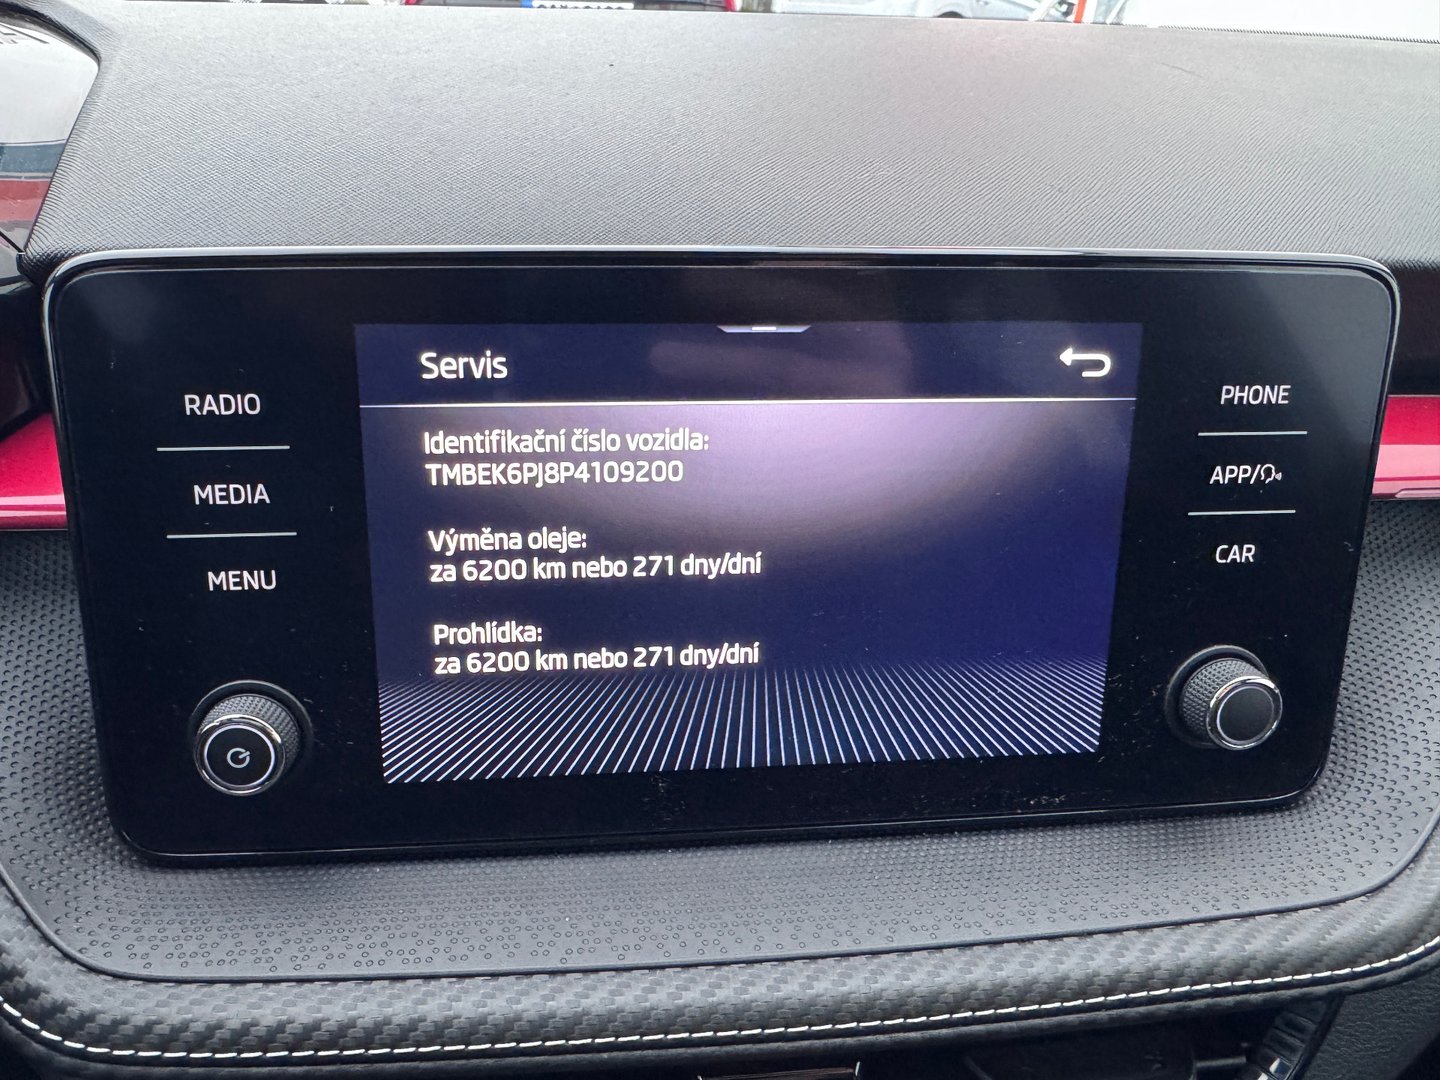 Servis
Identifikační číslo vozidla:
TMBEK6PJ8P4109200
Výměna oleje:
za 6200 km nebo 271 dny/dní
Prohlídka:
za 6200 km nebo 271 dny/dní
RADIO
MEDIA
MENU
PHONE
APP/
CAR